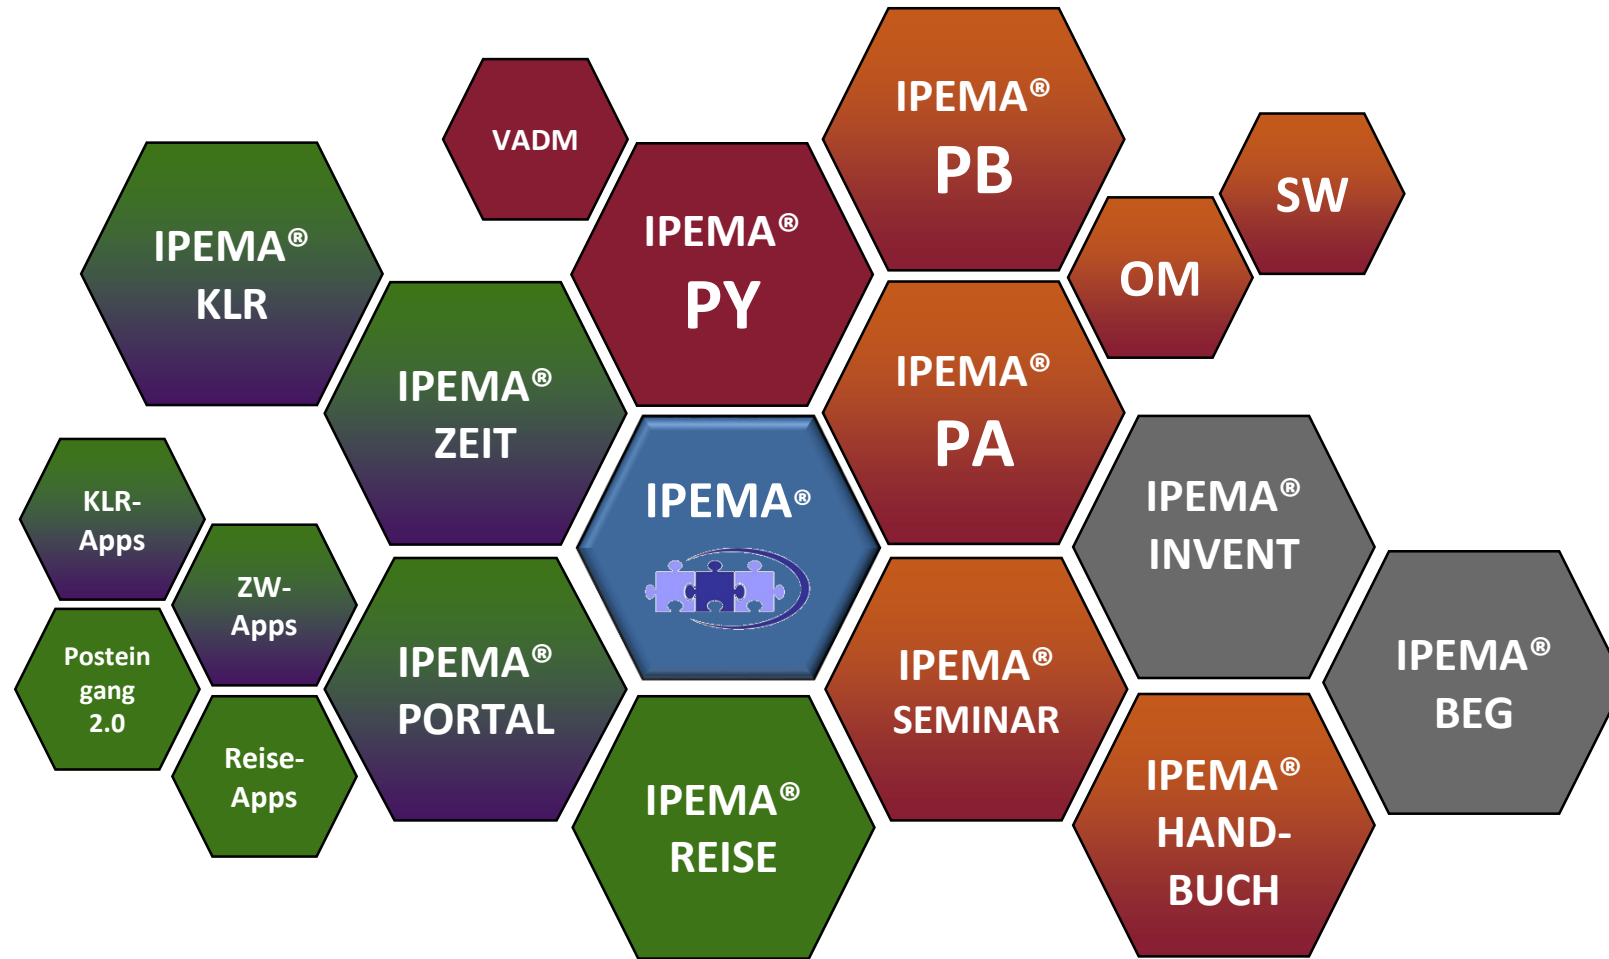 VADM
IPEMA®
PB
SW
IPEMA®
KLR
IPEMA®
PY
OM
IPEMA®
ZEIT
IPEMA®
PA
KLR-
Apps
IPEMA®
IPEMA®
INVENT
ZW-
Apps
Postein
gang
2.0
IPEMA®
PORTAL
IPEMA®
SEMINAR
IPEMA®
BEG
Reise-
Apps
IPEMA®
REISE
IPEMA®
HAND-
BUCH